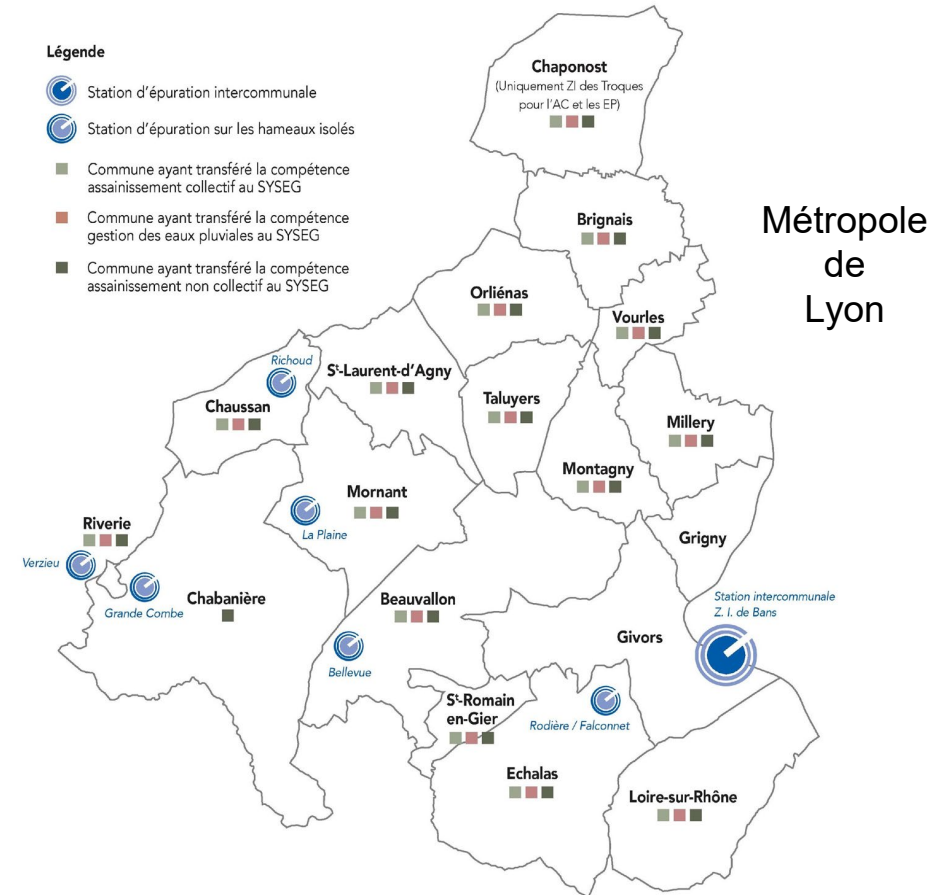 Légende
Station d'épuration intercommunale
Station d'épuration sur les hameaux isolés
Commune ayant transféré la compétence
assainissement collectif au SYSEG
Commune ayant transféré la compétence
gestion des eaux pluviales au SYSEG
Commune ayant transféré la compétence
assainissement non collectif au SYSEG
Chaponost
(Uniquement ZI des Troques
pour l'AC et les EP)
Métropole
de
Lyon
Brignais
Orliénas
Vourles
Richoud
St-Laurent-d'Agny
Chaussan
Taluyers
Millery
Montagny
Mornant
La Plaine
Riverie
Verzieu
Grigny
Grande Combe
Chabanière
Beauvallon
Station intercommunale
Z. I. de Bans
Givors
Bellevue
St-Romain
en-Gier
Rodière / Falconnet
Echalas
Loire-sur-Rhône